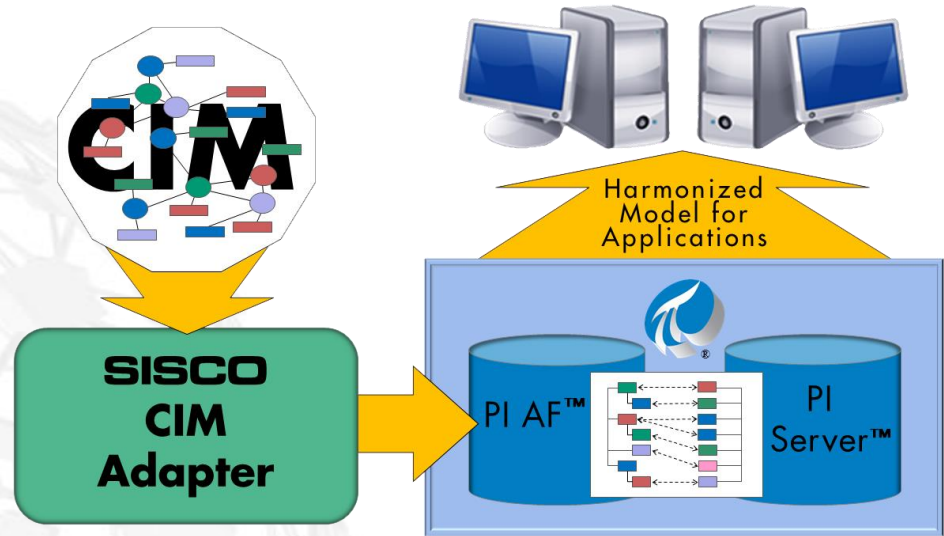 CIM
Harmonized
Model for
Applications
SISCO
CIM
Adapter
®
PI AF™
PI
Server™